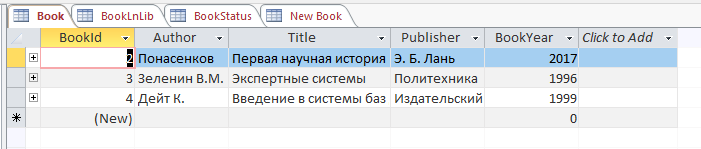 Book BookLnLib BookStatus New Book
BookId Author Title Publisher BookYear Click to Add
2 Понасенков Первая научная история Э. Б. Лань 2017
3 Зеленин В.М. Экспертные системы Политехника 1996
4 Дейт К. Введение в системы баз Издательский 1999
(New) 0